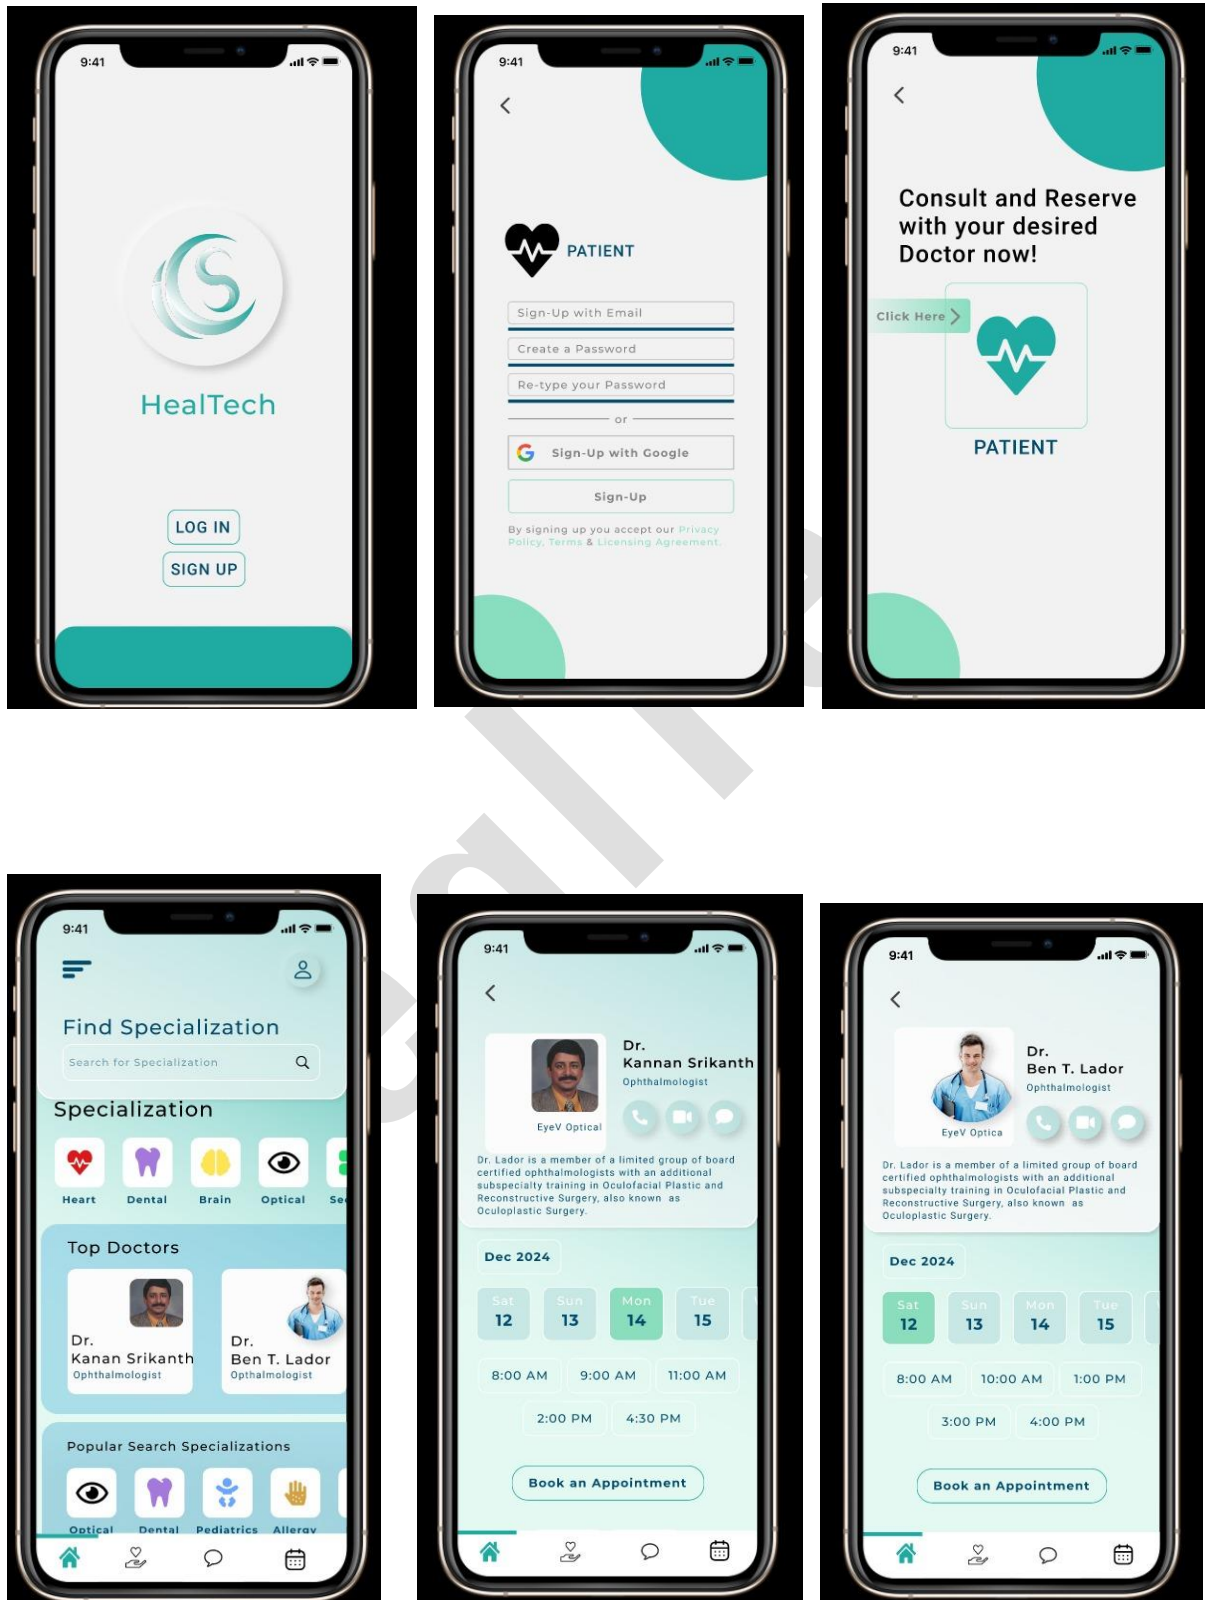 9:41
HealTech
LOG IN
SIGN UP
9:41
PATIENT
Sign-Up with Email
Create a Password
Re-type your Password
or
Sign-Up with Google
Sign-Up
By signing up you accept our Privacy
Policy, Terms & Licensing Agreement.
9:41
Consult and Reserve
with your desired
Doctor now!
Click Here
PATIENT
9:41
Find Specialization
Search for Specialization
Specialization
Heart Dental Brain Optical
Top Doctors
Dr.
Kanan Srikanth
Ophthalmologist
Dr.
Ben T. Lador
Opthalmologist
Popular Search Specializations
Optical Dental Pediatrics Allergy
9:41
Dr.
Kannan Srikanth
Ophthalmologist
EyeV Optical
Dr. Lador is a member of a limited group of board
certified ophthalmologists with an additional
subspecialty training in Oculofacial Plastic and
Reconstructive Surgery, also known as
Oculoplastic Surgery.
Dec 2024
Sat Sun Mon Tue
12 13 14 15
8:00 AM 9:00 AM 11:00 AM
2:00 PM 4:30 PM
Book an Appointment
9:41
Dr.
Ben T. Lador
Ophthalmologist
EyeV Optica
Dr. Lador is a member of a limited group of board
certified ophthalmologists with an additional
subspecialty training in Oculofacial Plastic and
Reconstructive Surgery, also known as
Oculoplastic Surgery.
Dec 2024
Sat Sun Mon Tue
12 13 14 15
8:00 AM 10:00 AM 1:00 PM
3:00 PM 4:00 PM
Book an Appointment